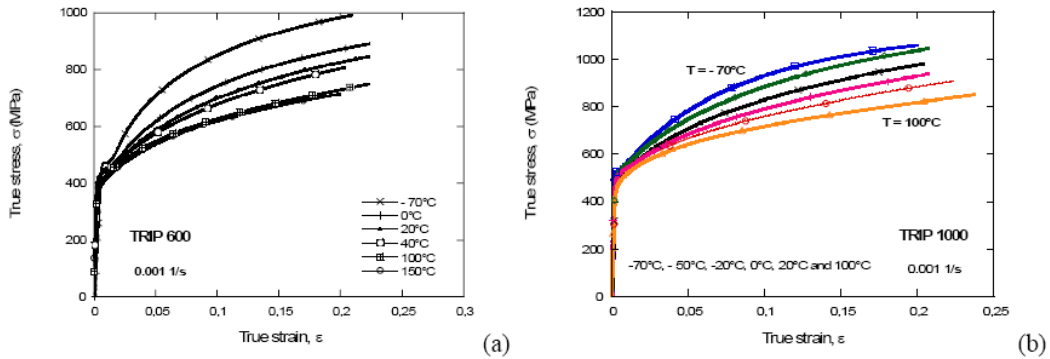 1000
800
600
400
200
0
True stress, σ (MPa)
TRIP 600
0.001 1/s
- 70°C
0°C
20°C
40°C
100°C
150°C
0 0,05 0,1 0,15 0,2 0,25 0,3
True strain, ε
(a)
1200
1000
800
600
400
200
0
True stress, σ (MPa)
T = - 70°C
T = 100°C
TRIP 1000
-70°C, - 50°C, -20°C, 0°C, 20°C and 100°C
0.001 1/s
0 0,05 0,1 0,15 0,2 0,25
True strain, ε
(b)